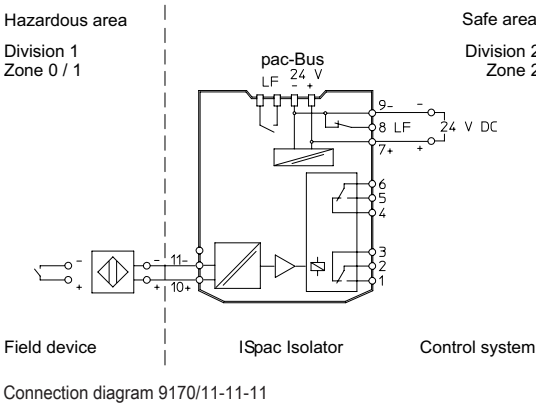 Hazardous area
Safe area
Division 1
Zone 0 / 1
Division 2
Zone 2
pac-Bus
LF 24 V
- +
9- - 
8 LF 24 V DC
7+ +
6
5
4
3
2
1
- - 11-
+ + 10+
Field device
ISpac Isolator
Control system
Connection diagram 9170/11-11-11